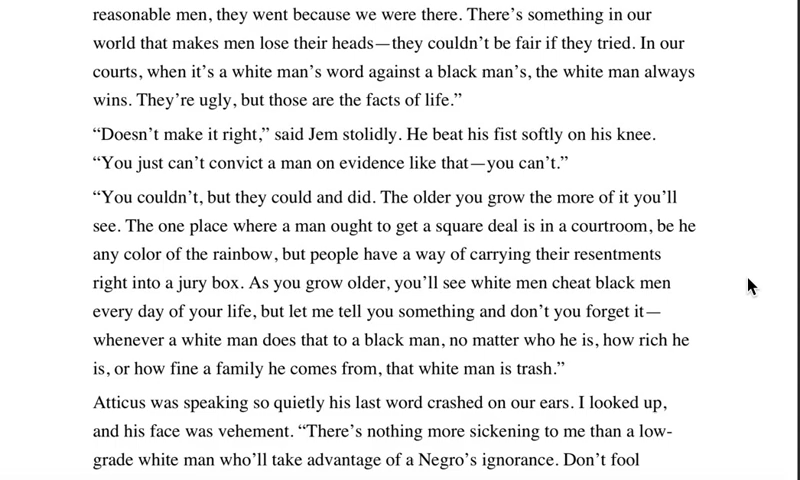 reasonable men, they went because we were there. There’s something in our
world that makes men lose their heads—they couldn’t be fair if they tried. In our
courts, when it’s a white man’s word against a black man’s, the white man always
wins. They’re ugly, but those are the facts of life.”
“Doesn’t make it right,” said Jem stolidly. He beat his fist softly on his knee.
“You just can’t convict a man on evidence like that—you can’t.”
“You couldn’t, but they could and did. The older you grow the more of it you’ll
see. The one place where a man ought to get a square deal is in a courtroom, be he
any color of the rainbow, but people have a way of carrying their resentments
right into a jury box. As you grow older, you’ll see white men cheat black men
every day of your life, but let me tell you something and don’t you forget it—
whenever a white man does that to a black man, no matter who he is, how rich he
is, or how fine a family he comes from, that white man is trash.”
Atticus was speaking so quietly his last word crashed on our ears. I looked up,
and his face was vehement. “There’s nothing more sickening to me than a low-
grade white man who’ll take advantage of a Negro’s ignorance. Don’t fool